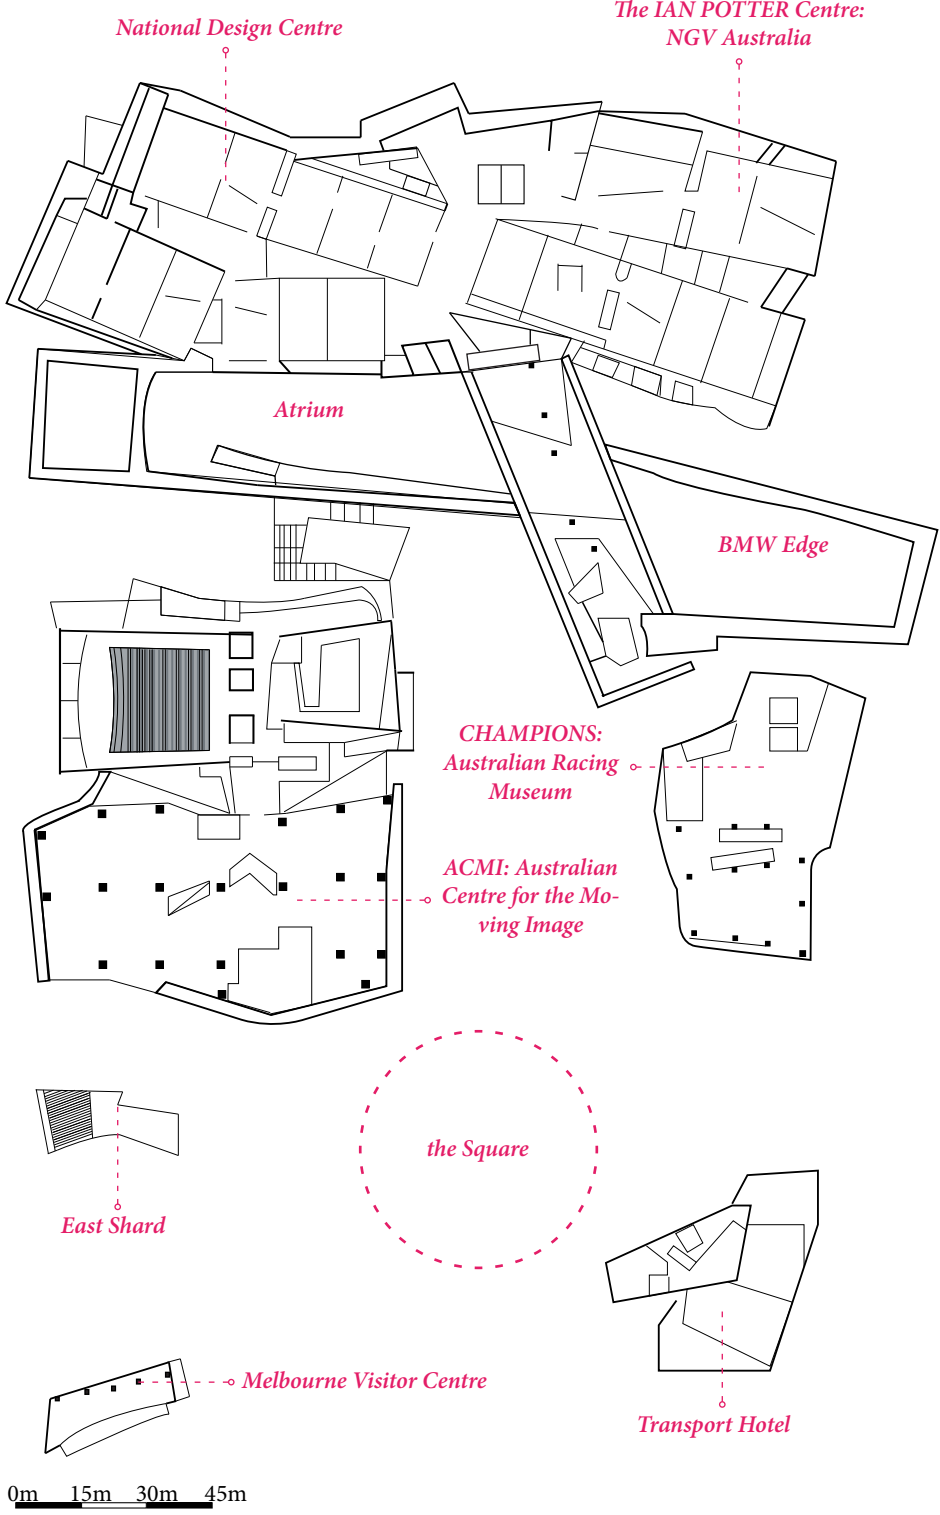 National Design Centre
The IAN POTTER Centre:
NGV Australia
Atrium
BMW Edge
CHAMPIONS:
Australian Racing
Museum
ACMI: Australian
Centre for the Mo-
ving Image
the Square
East Shard
Melbourne Visitor Centre
Transport Hotel
0m 15m 30m 45m